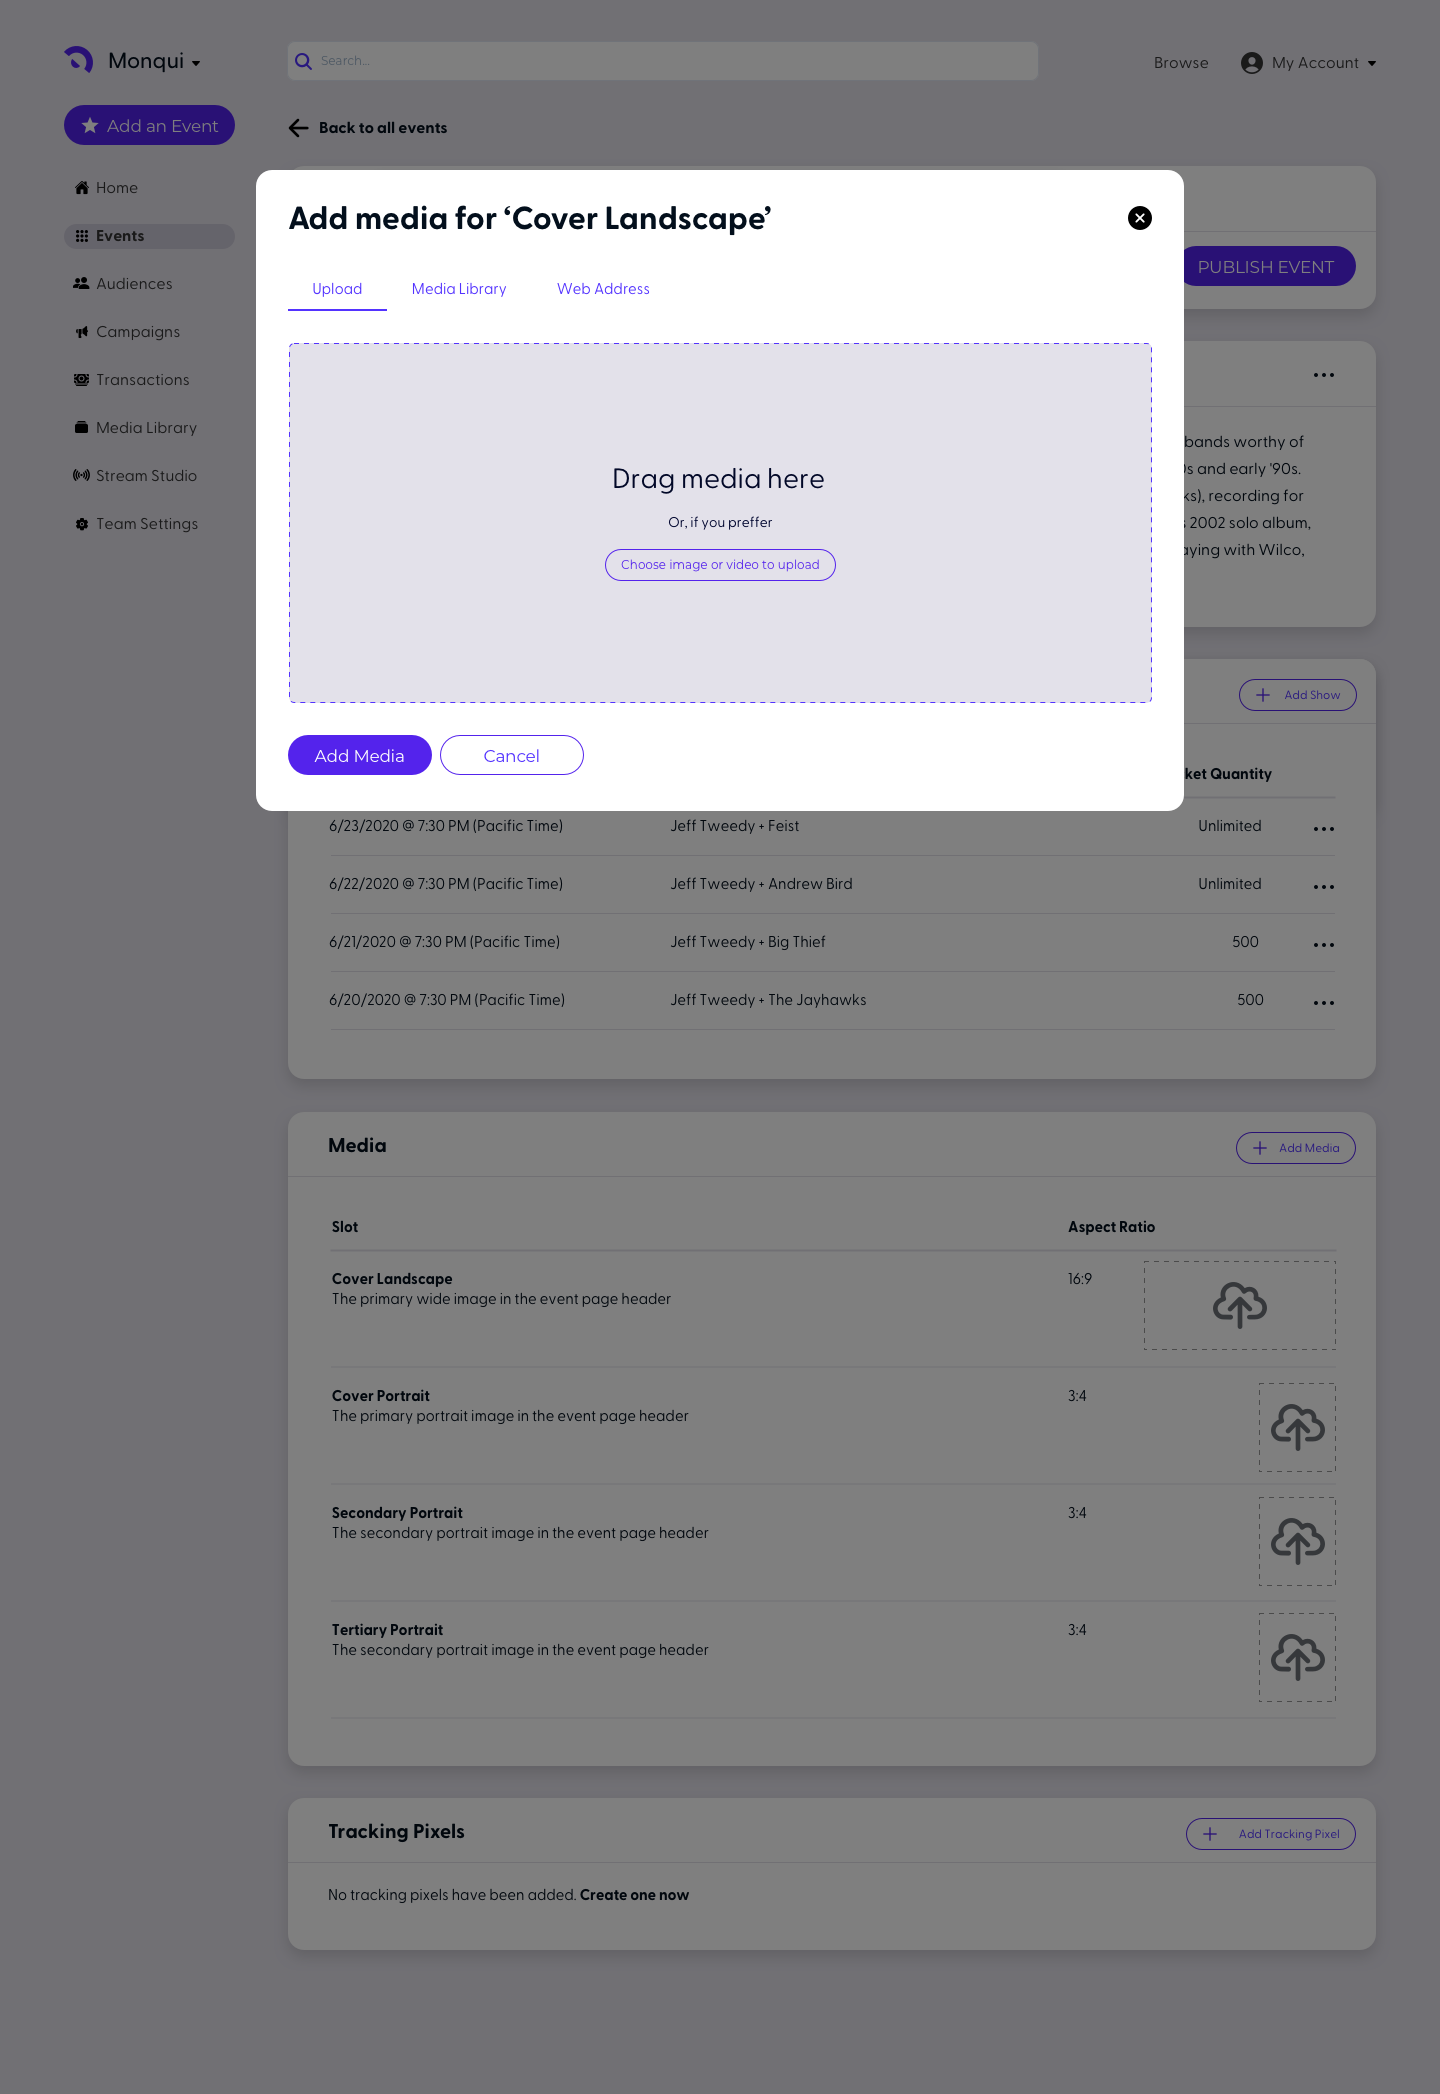 Monqui
Search...
Browse
My Account
Add an Event
Back to all events
Home
Events
Audiences
Campaigns
Transactions
Media Library
Stream Studio
Team Settings
Add media for ‘Cover Landscape’
Upload
Media Library
Web Address
Drag media here
Or, if you preffer
Choose image or video to upload
Add Media
Cancel
PUBLISH EVENT
bands worthy of
s and early '90s.
ks), recording for
2002 solo album,
aying with Wilco,
Add Show
ket Quantity
6/23/2020 @ 7:30 PM (Pacific Time) Jeff Tweedy + Feist Unlimited
6/22/2020 @ 7:30 PM (Pacific Time) Jeff Tweedy + Andrew Bird Unlimited
6/21/2020 @ 7:30 PM (Pacific Time) Jeff Tweedy + Big Thief 500
6/20/2020 @ 7:30 PM (Pacific Time) Jeff Tweedy + The Jayhawks 500
Media
Add Media
Slot Aspect Ratio
Cover Landscape 16:9
The primary wide image in the event page header
Cover Portrait 3:4
The primary portrait image in the event page header
Secondary Portrait 3:4
The secondary portrait image in the event page header
Tertiary Portrait 3:4
The secondary portrait image in the event page header
Tracking Pixels
Add Tracking Pixel
No tracking pixels have been added. Create one now